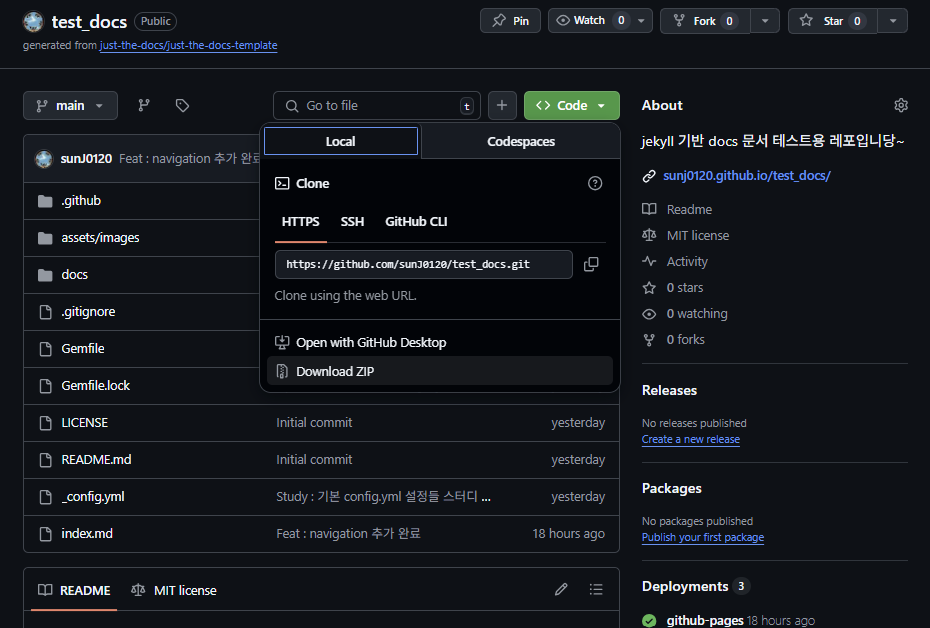 test_docs Public
Pin Watch 0 Fork 0 Star 0
generated from just-the-docs/just-the-docs-template
main
Go to file t
Code
Local Codespaces
Clone
HTTPS SSH GitHub CLI
https://github.com/sunJ0120/test_docs.git
Clone using the web URL.
Open with GitHub Desktop
Download ZIP
sunJ0120 Feat : navigation 추가 완료
.github
assets/images
docs
.gitignore
Gemfile
Gemfile.lock
LICENSE Initial commit yesterday
README.md Initial commit yesterday
_config.yml Study : 기본 config.yml 설정들 스터디 ... yesterday
index.md Feat : navigation 추가 완료 18 hours ago
README MIT license
About
jekyll 기반 docs 문서 테스트용 레포입니당~
sunj0120.github.io/test_docs/
Readme
MIT license
Activity
0 stars
0 watching
0 forks
Releases
No releases published
Create a new release
Packages
No packages published
Publish your first package
Deployments 3
github-pages 18 hours ago